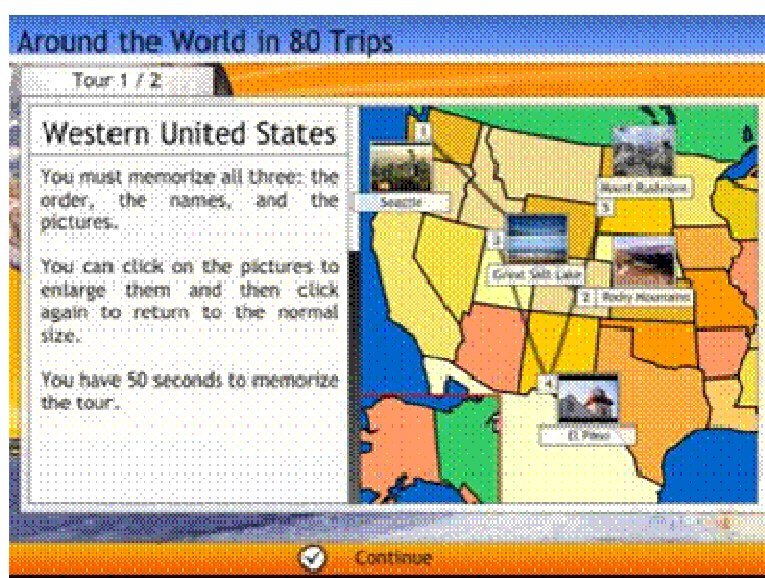 Around the World in 80 Trips
Tour 1 / 2
Western United States
You must memorize all three: the
order, the names, and the
pictures.
You can click on the pictures to
enlarge them and then click
again to return to the normal
size.
You have 50 seconds to memorize
the tour.
1
Seattle
Mount Rushmore
5
3
Great Salt Lake
2
Rocky Mountains
4
El Paso
Continue